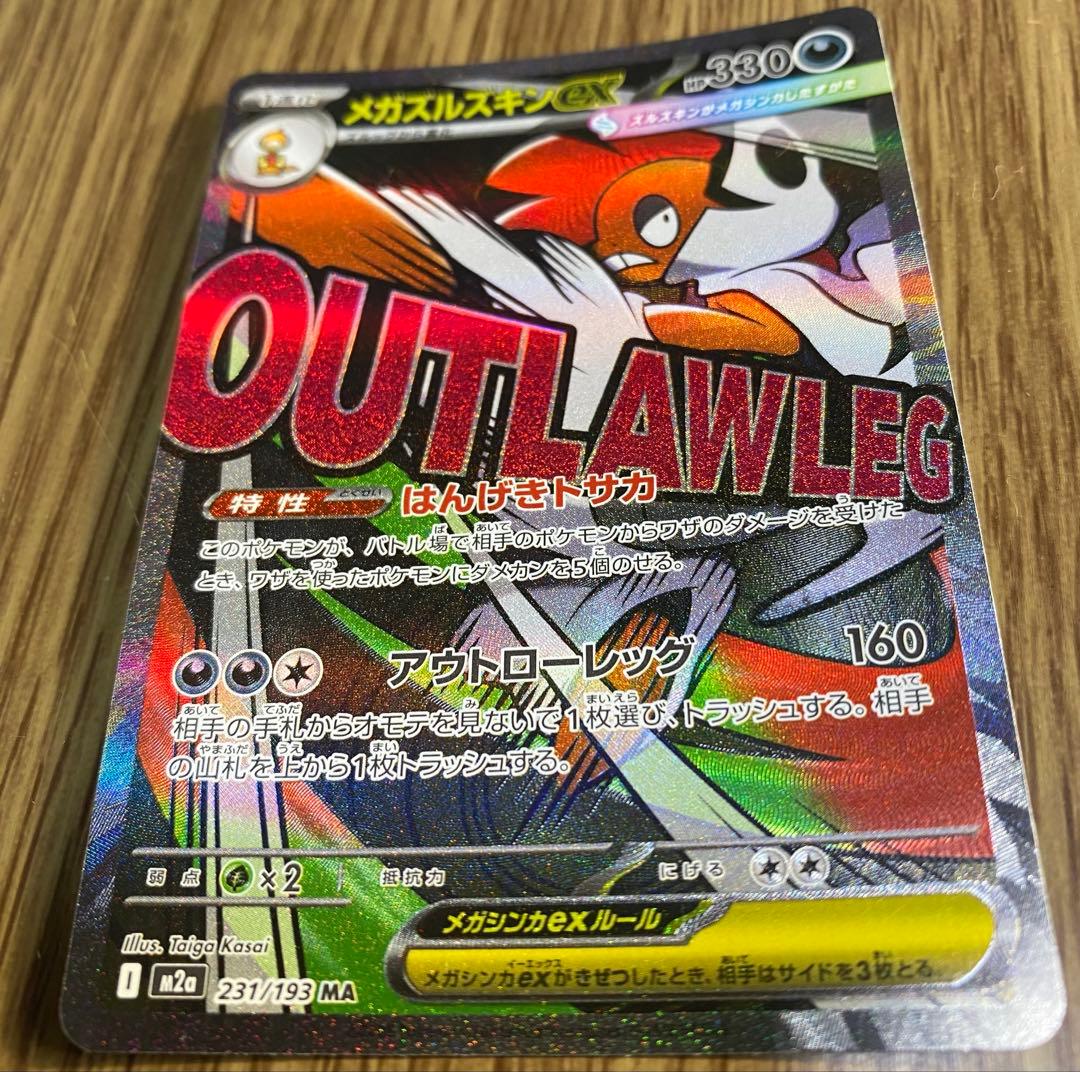 1進化
メガズルズキンex
HP 330
ズルズキンがメガシンカしたすがた
OUTLAW LEG
特性 とくせい はんげきトサカ
このポケモンが、バトル場で相手のポケモンからワザのダメージを受けた
とき、ワザを使ったポケモンにダメカンを5個のせる。
アウトローレッグ 160
相手の手札からオモテを見ないで1枚選び、トラッシュする。相手
の山札を上から1枚トラッシュする。
弱点 ×2 抵抗力 にげる
メガシンカexルール
メガシンカexがきぜつしたとき、相手はサイドを3枚とる。
Illus. Taiga Kasai
I M2a 231/193 MA